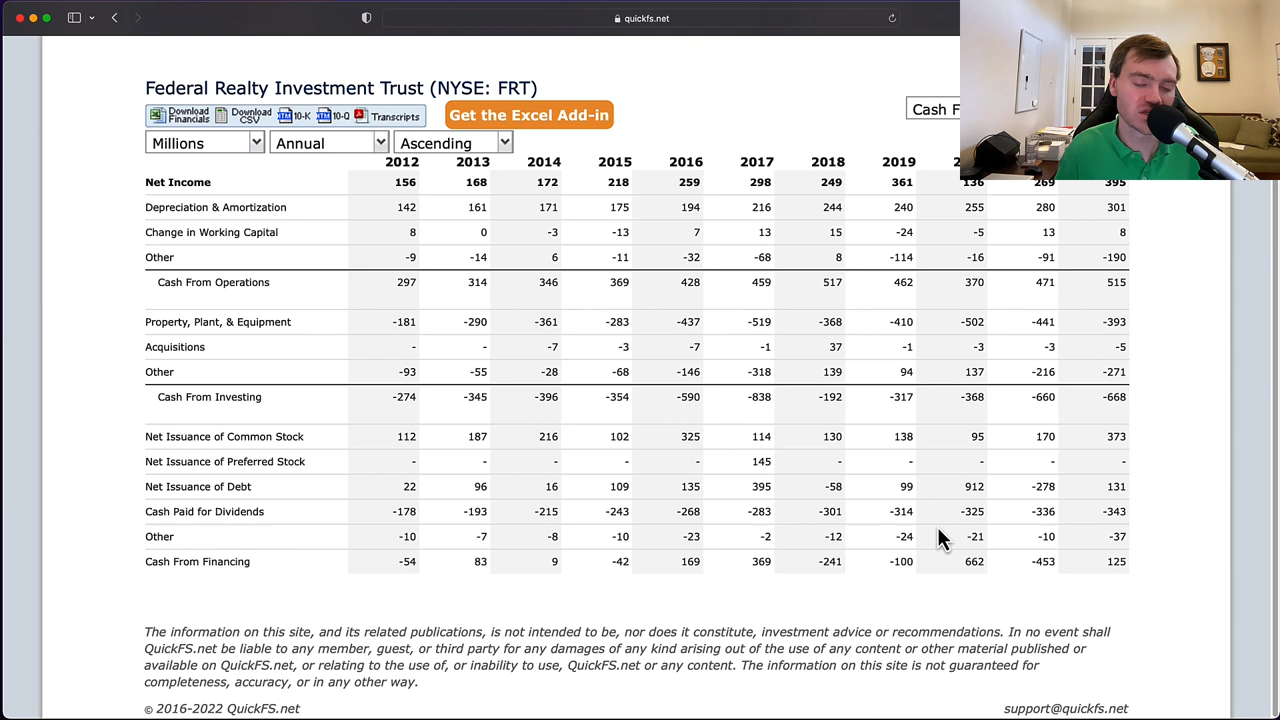 quickfs.net
Federal Realty Investment Trust (NYSE: FRT)
Download Financials Download CSV 10-K 10-Q Transcripts Get the Excel Add-in Cash F
Millions Annual Ascending
2012 2013 2014 2015 2016 2017 2018 2019
Net Income 156 168 172 218 259 298 249 361 136 269 395
Depreciation & Amortization 142 161 171 175 194 216 244 240 255 280 301
Change in Working Capital 8 0 -3 -13 7 13 15 -24 -5 13 8
Other -9 -14 6 -11 -32 -68 8 -114 -16 -91 -190
Cash From Operations 297 314 346 369 428 459 517 462 370 471 515
Property, Plant, & Equipment -181 -290 -361 -283 -437 -519 -368 -410 -502 -441 -393
Acquisitions - - -7 -3 -7 -1 37 -1 -3 -3 -5
Other -93 -55 -28 -68 -146 -318 139 94 137 -216 -271
Cash From Investing -274 -345 -396 -354 -590 -838 -192 -317 -368 -660 -668
Net Issuance of Common Stock 112 187 216 102 325 114 130 138 95 170 373
Net Issuance of Preferred Stock - - - - - 145 - - - - -
Net Issuance of Debt 22 96 16 109 135 395 -58 99 912 -278 131
Cash Paid for Dividends -178 -193 -215 -243 -268 -283 -301 -314 -325 -336 -343
Other -10 -7 -8 -10 -23 -2 -12 -24 -21 -10 -37
Cash From Financing -54 83 9 -42 169 369 -241 -100 662 -453 125
The information on this site, and its related publications, is not intended to be, nor does it constitute, investment advice or recommendations. In no event shall
QuickFS.net be liable to any member, guest, or third party for any damages of any kind arising out of the use of any content or other material published or
available on QuickFS.net, or relating to the use of, or inability to use, QuickFS.net or any content. The information on this site is not guaranteed for
completeness, accuracy, or in any other way.
© 2016-2022 QuickFS.net support@quickfs.net